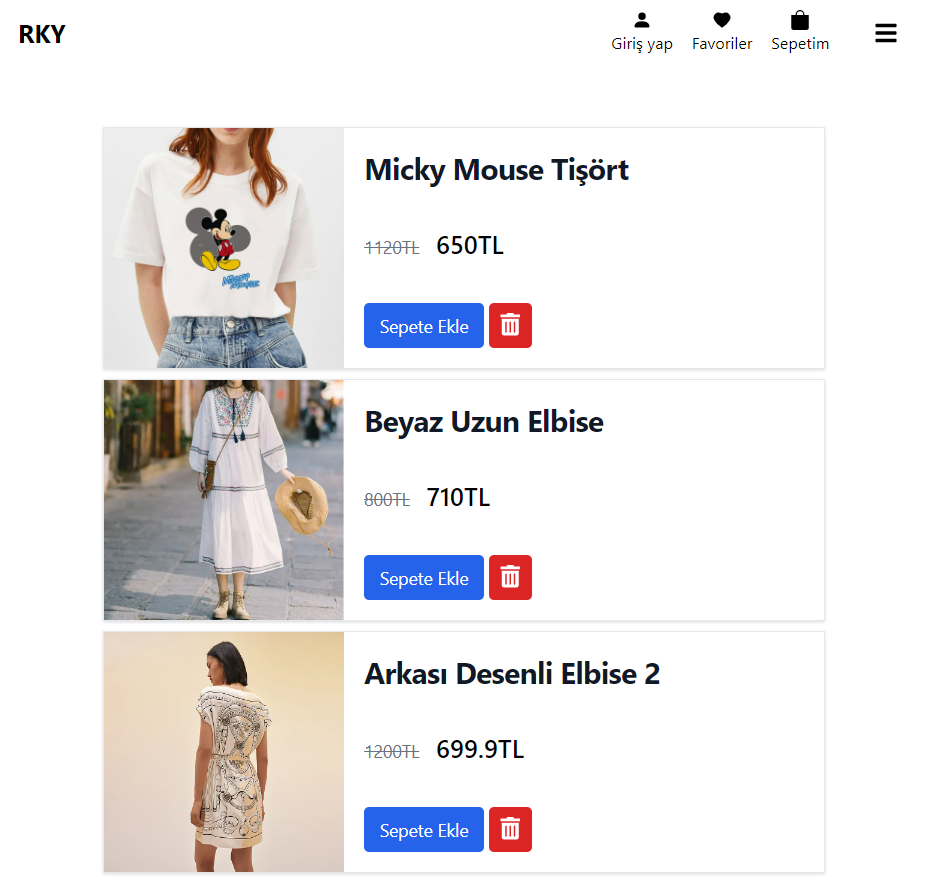 RKY
Giriş yap
Favoriler
Sepetim
Micky Mouse Tişört
1120TL 650TL
Sepete Ekle
Beyaz Uzun Elbise
800TL 710TL
Sepete Ekle
Arkası Desenli Elbise 2
1200TL 699.9TL
Sepete Ekle